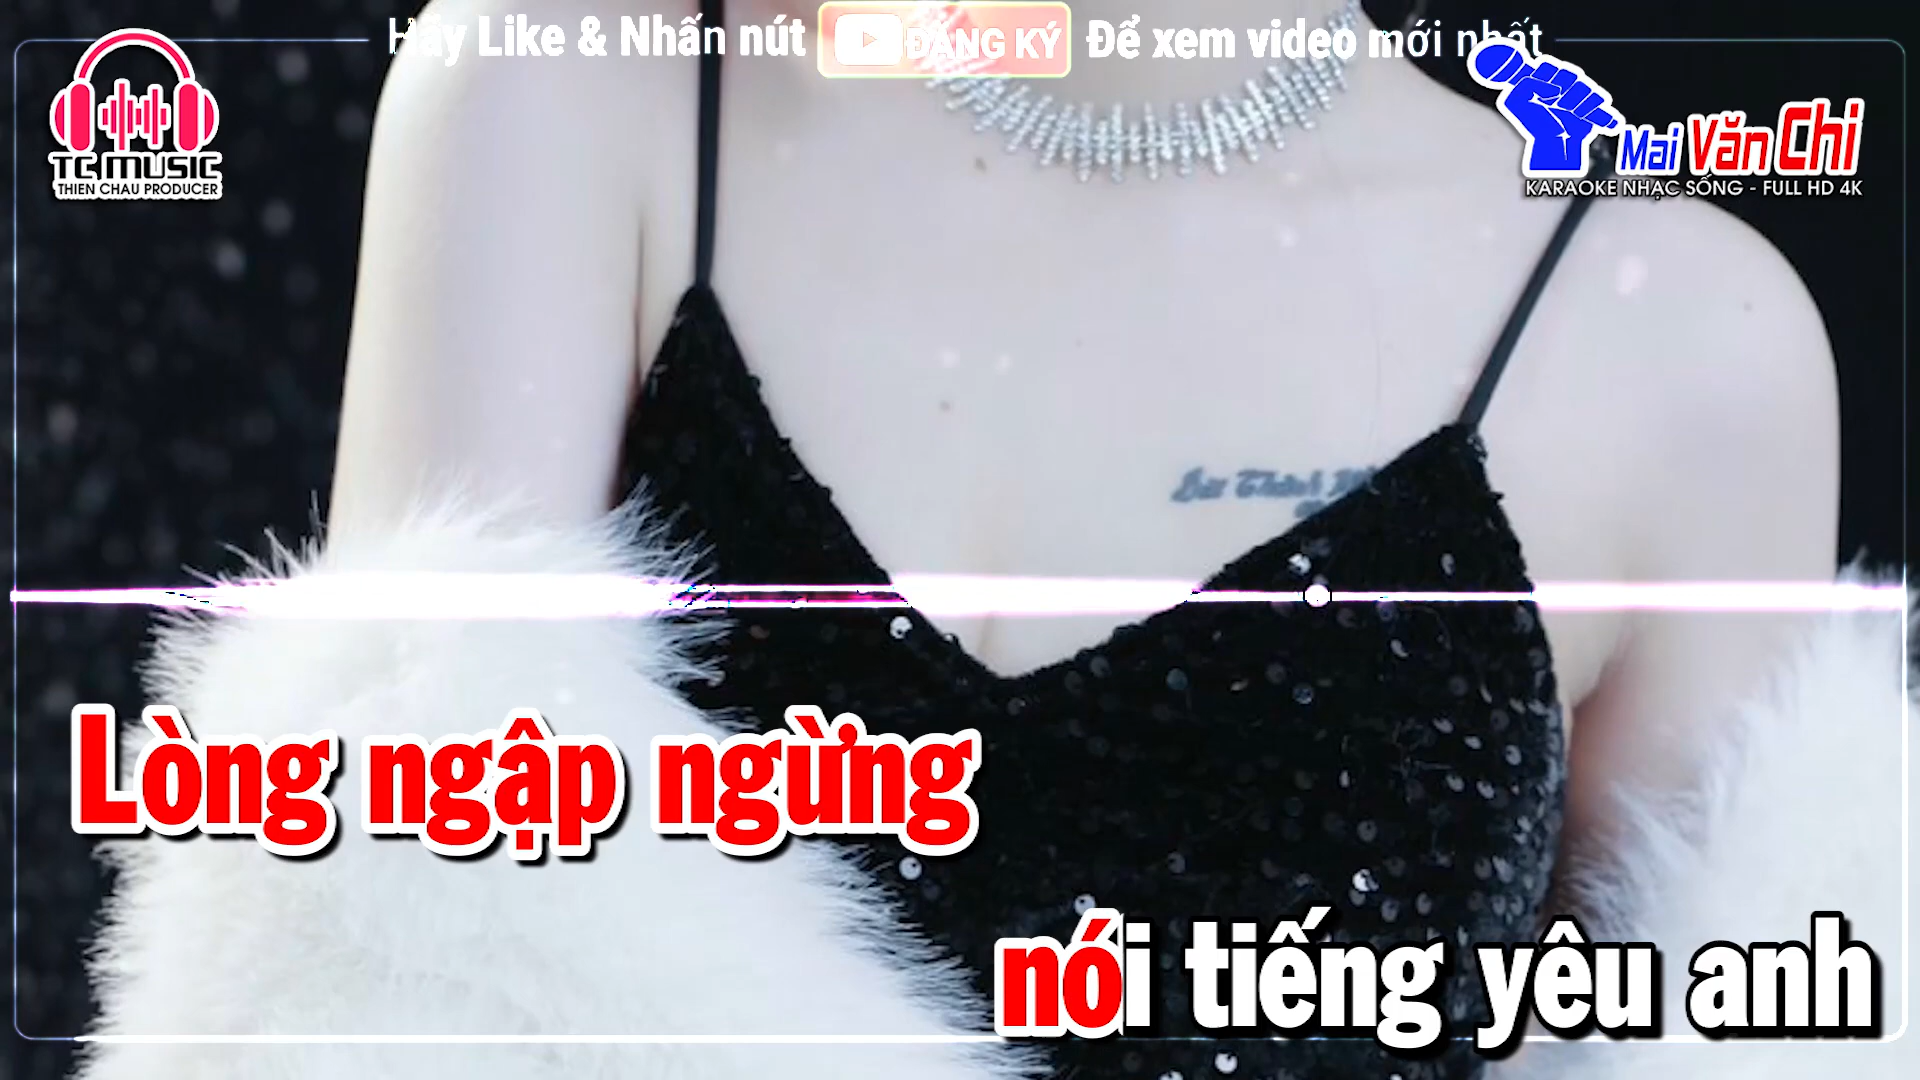 Hãy Like & Nhấn nút ĐĂNG KÝ Để xem video mới nhất
TC MUSIC
THIEN CHAU PRODUCER
Mai Văn Chi
KARAOKE NHẠC SỐNG - FULL HD 4K
Lòng ngập ngừng
nói tiếng yêu anh